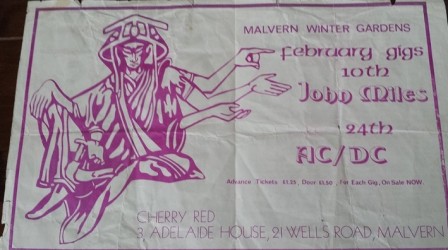 MALVERN WINTER GARDENS
february gigs
10th
John Miles
24th
AC/DC
Advance Tickets £1.25, Door £1.50, For Each Gig, On Sale NOW.
CHERRY RED
3, ADELAIDE HOUSE, 21 WELLS ROAD, MALVERN